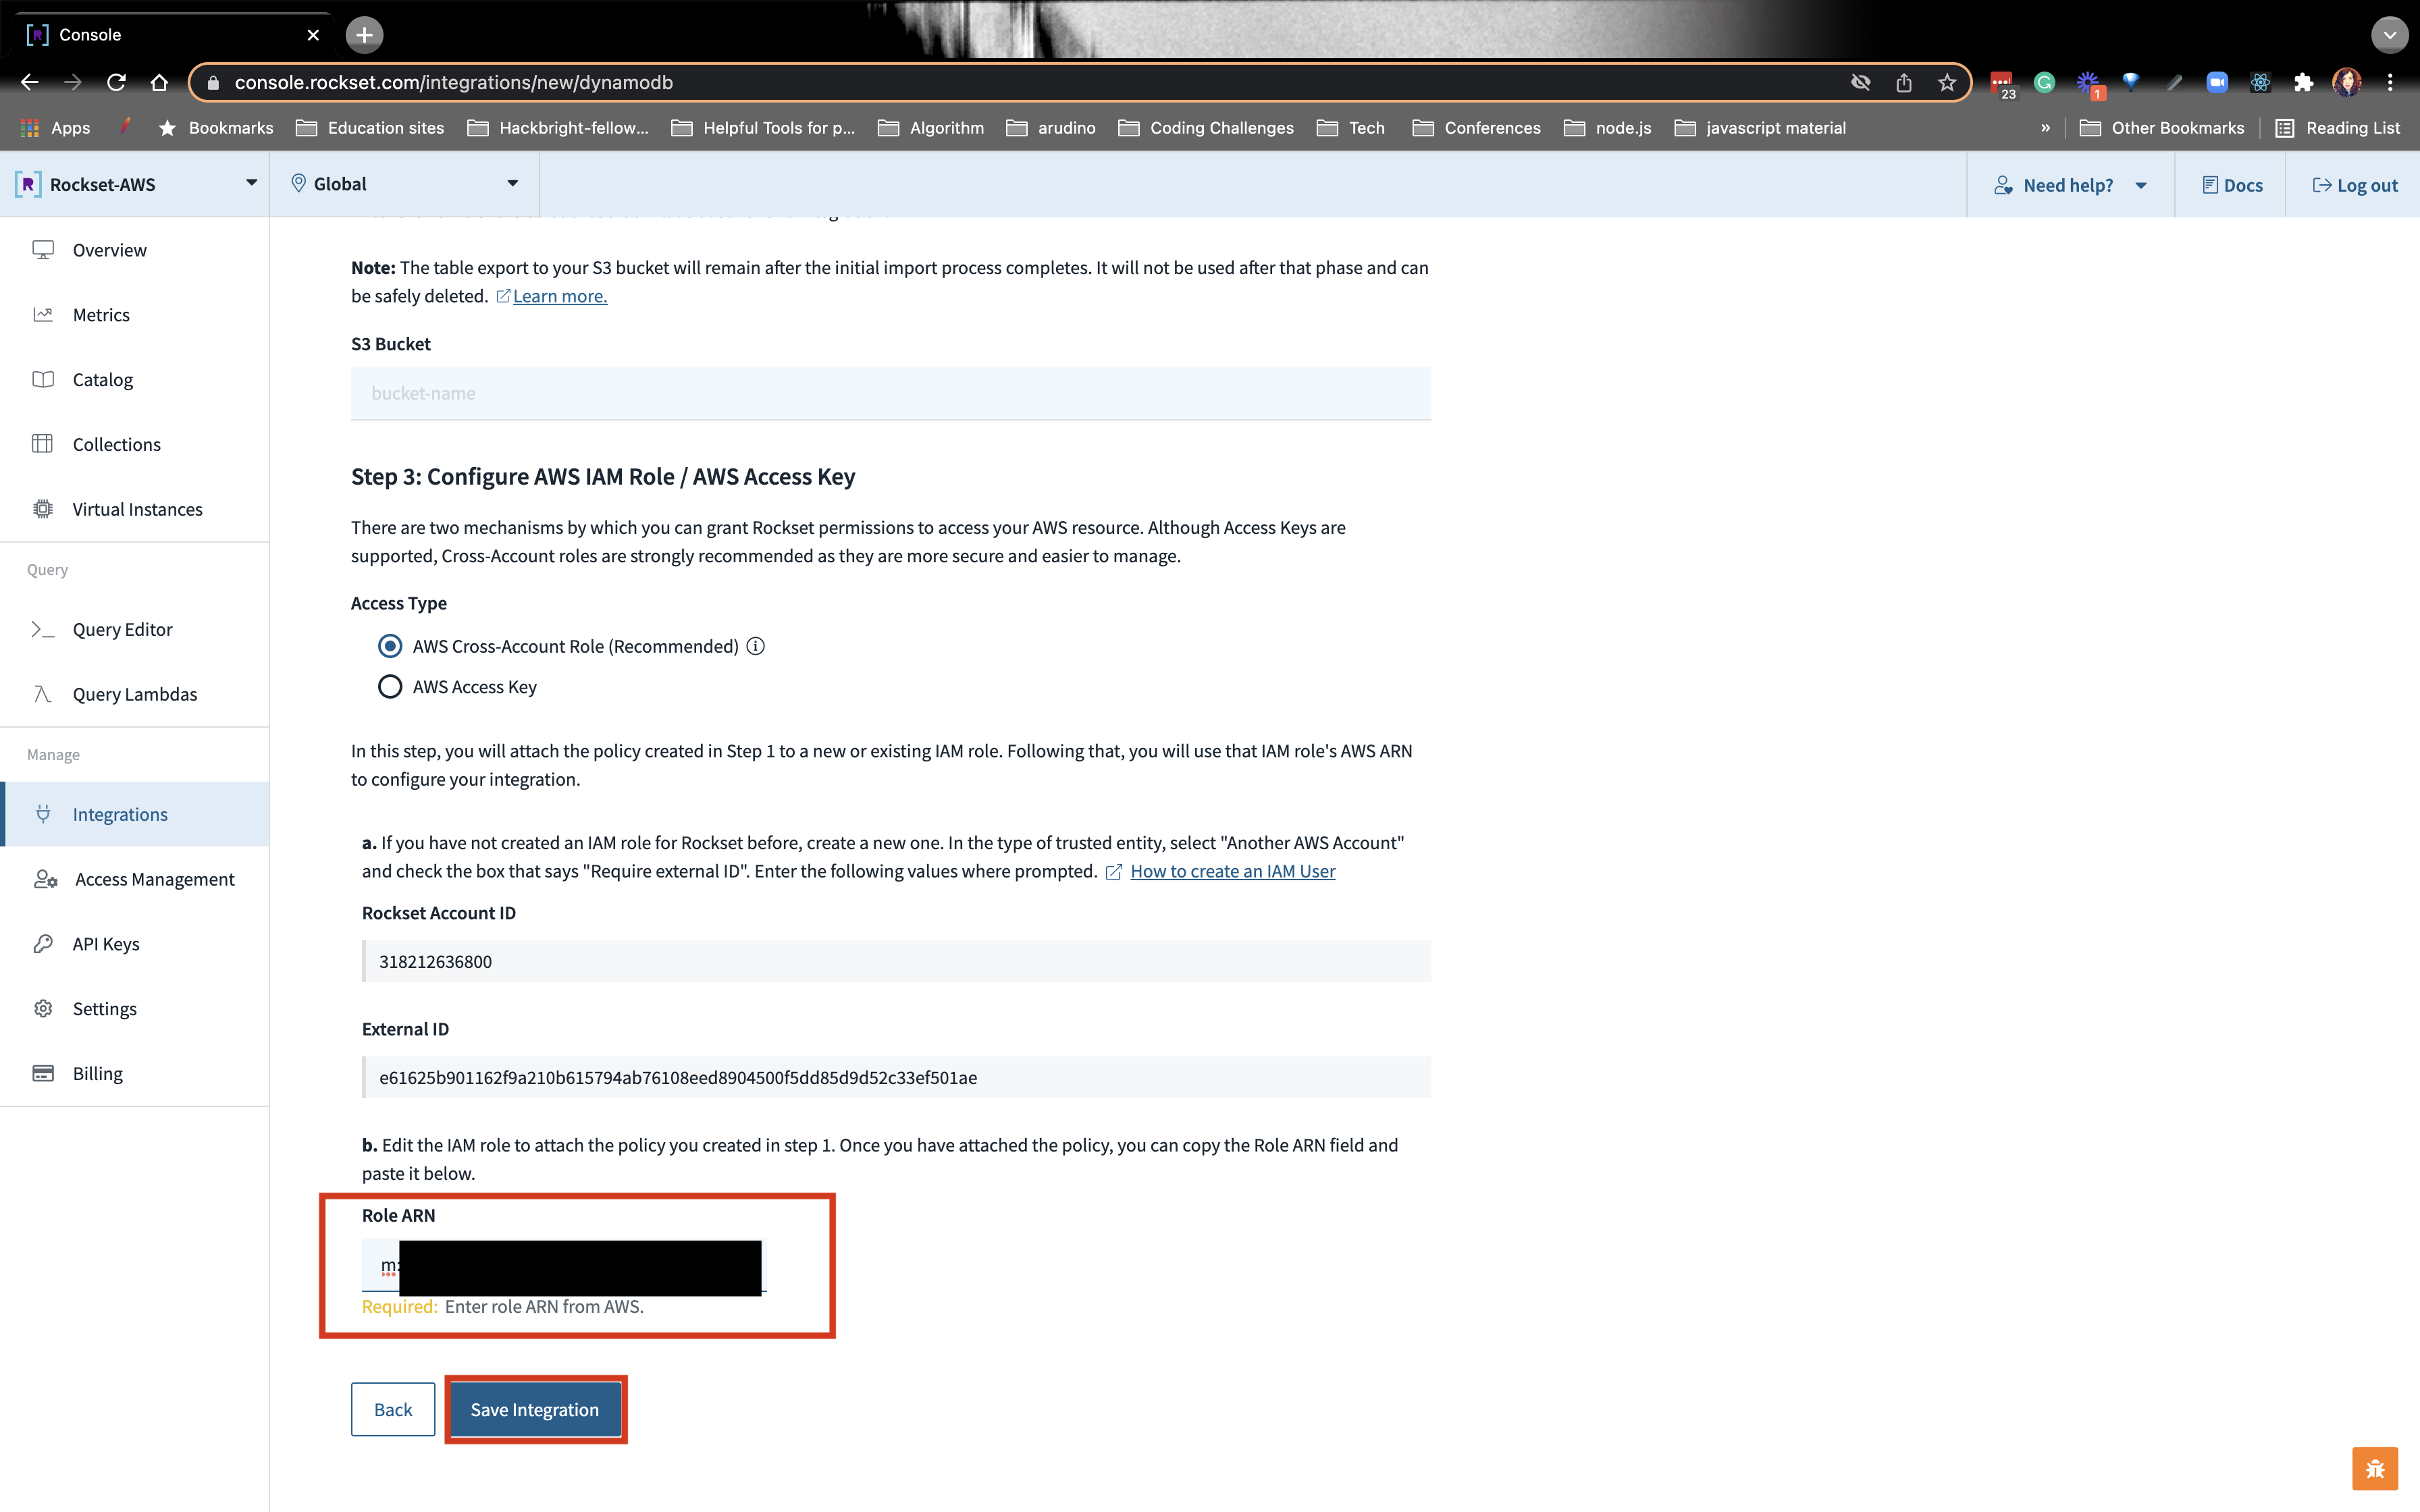 Console
console.rockset.com/integrations/new/dynamodb
23
1
Apps
Bookmarks
Education sites
Hackbright-fellow...
Helpful Tools for p...
Algorithm
arudino
Coding Challenges
Tech
Conferences
node.js
javascript material
»
Other Bookmarks
Reading List
Rockset-AWS
Global
Need help?
Docs
Log out
Overview
Metrics
Catalog
Collections
Virtual Instances
Query
Query Editor
Query Lambdas
Manage
Integrations
Access Management
API Keys
Settings
Billing
Note: The table export to your S3 bucket will remain after the initial import process completes. It will not be used after that phase and can
be safely deleted. Learn more.
S3 Bucket
bucket-name
Step 3: Configure AWS IAM Role / AWS Access Key
There are two mechanisms by which you can grant Rockset permissions to access your AWS resource. Although Access Keys are
supported, Cross-Account roles are strongly recommended as they are more secure and easier to manage.
Access Type
AWS Cross-Account Role (Recommended)
AWS Access Key
In this step, you will attach the policy created in Step 1 to a new or existing IAM role. Following that, you will use that IAM role's AWS ARN
to configure your integration.
a. If you have not created an IAM role for Rockset before, create a new one. In the type of trusted entity, select "Another AWS Account"
and check the box that says "Require external ID". Enter the following values where prompted. How to create an IAM User
Rockset Account ID
318212636800
External ID
e61625b901162f9a210b615794ab76108eed8904500f5dd85d9d52c33ef501ae
b. Edit the IAM role to attach the policy you created in step 1. Once you have attached the policy, you can copy the Role ARN field and
paste it below.
Role ARN
m:
Required: Enter role ARN from AWS.
Back
Save Integration